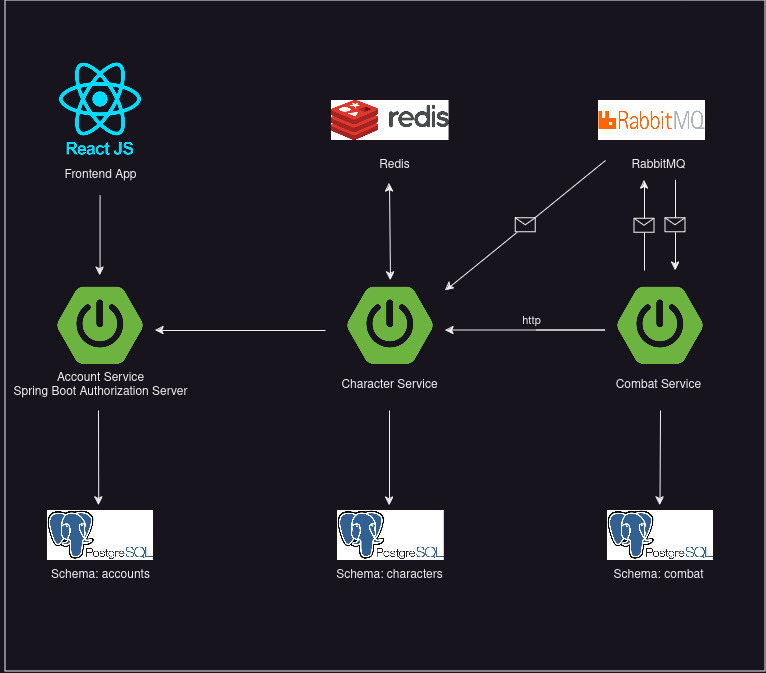 React JS
Frontend App
redis
Redis
RabbitMQ
RabbitMQ
http
Account Service
Spring Boot Authorization Server
Character Service
Combat Service
PostgreSQL
Schema: accounts
PostgreSQL
Schema: characters
PostgreSQL
Schema: combat